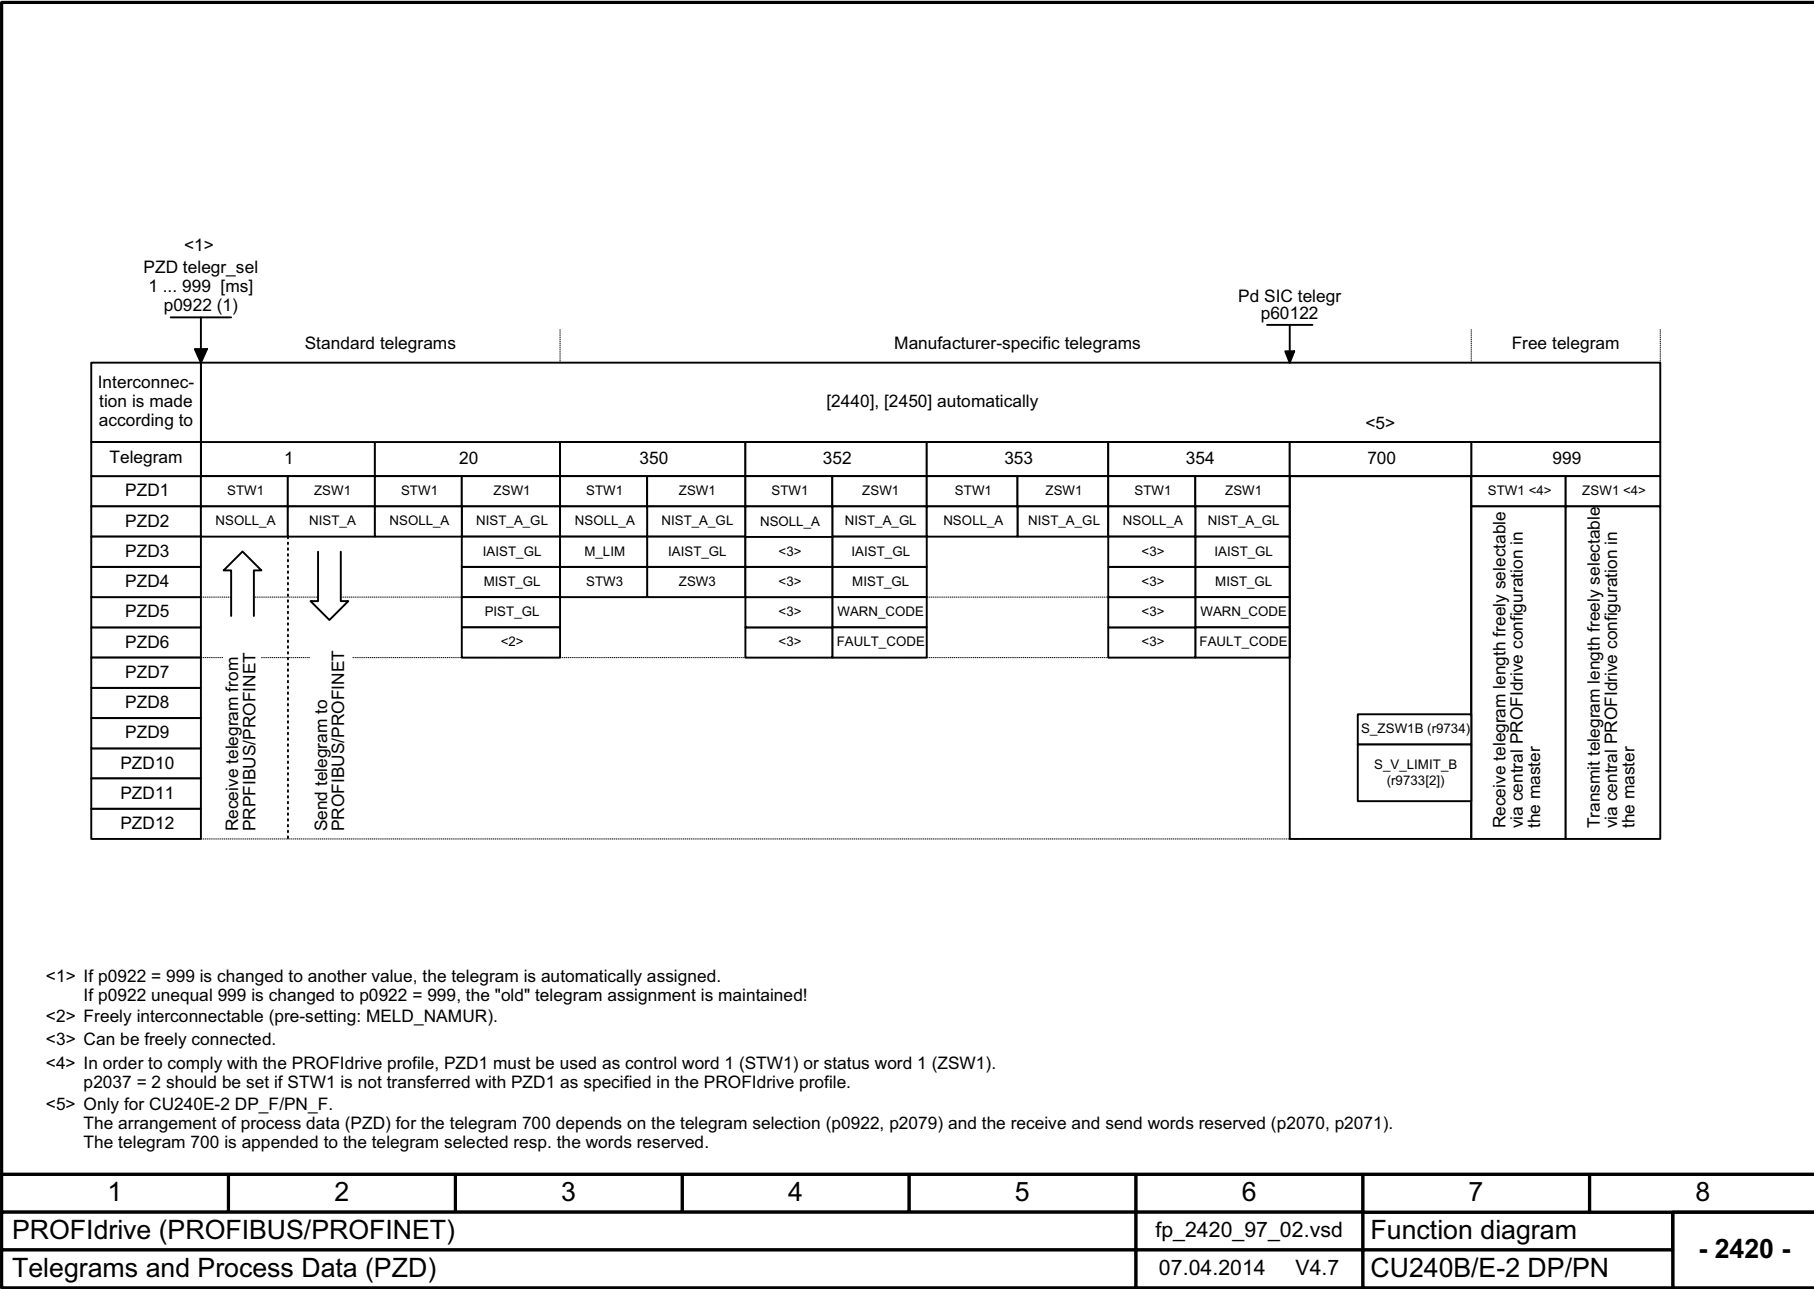 <1>
PZD telegr_sel
1 ... 999 [ms]
p0922 (1)
Pd SIC telegr
p60122
Standard telegrams
Manufacturer-specific telegrams
Free telegram
Interconnec-
tion is made
according to
[2440], [2450] automatically
<5>
Telegram 1 20 350 352 353 354 700 999
PZD1 STW1 ZSW1 STW1 ZSW1 STW1 ZSW1 STW1 ZSW1 STW1 ZSW1 STW1 ZSW1 STW1 <4> ZSW1 <4>
PZD2 NSOLL_A NIST_A NSOLL_A NIST_A_GL NSOLL_A NIST_A_GL NSOLL_A NIST_A_GL NSOLL_A NIST_A_GL NSOLL_A NIST_A_GL
PZD3 IAIST_GL M_LIM IAIST_GL <3> IAIST_GL <3> IAIST_GL
PZD4 MIST_GL STW3 ZSW3 <3> MIST_GL <3> MIST_GL
PZD5 PIST_GL <3> WARN_CODE <3> WARN_CODE
PZD6 <2> <3> FAULT_CODE <3> FAULT_CODE
PZD7
PZD8
PZD9 S_ZSW1B (r9734)
PZD10 S_V_LIMIT_B
(r9733[2])
PZD11
PZD12
Receive telegram from
PRPFIBUS/PROFINET
Send telegram to
PROFIBUS/PROFINET
Receive telegram length freely selectable
via central PROFIdrive configuration in
the master
Transmit telegram length freely selectable
via central PROFIdrive configuration in
the master
<1> If p0922 = 999 is changed to another value, the telegram is automatically assigned.
If p0922 unequal 999 is changed to p0922 = 999, the "old" telegram assignment is maintained!
<2> Freely interconnectable (pre-setting: MELD_NAMUR).
<3> Can be freely connected.
<4> In order to comply with the PROFIdrive profile, PZD1 must be used as control word 1 (STW1) or status word 1 (ZSW1).
p2037 = 2 should be set if STW1 is not transferred with PZD1 as specified in the PROFIdrive profile.
<5> Only for CU240E-2 DP_F/PN_F.
The arrangement of process data (PZD) for the telegram 700 depends on the telegram selection (p0922, p2079) and the receive and send words reserved (p2070, p2071).
The telegram 700 is appended to the telegram selected resp. the words reserved.
1 2 3 4 5 6 7 8
PROFIdrive (PROFIBUS/PROFINET) fp_2420_97_02.vsd Function diagram
- 2420 -
Telegrams and Process Data (PZD) 07.04.2014 V4.7 CU240B/E-2 DP/PN